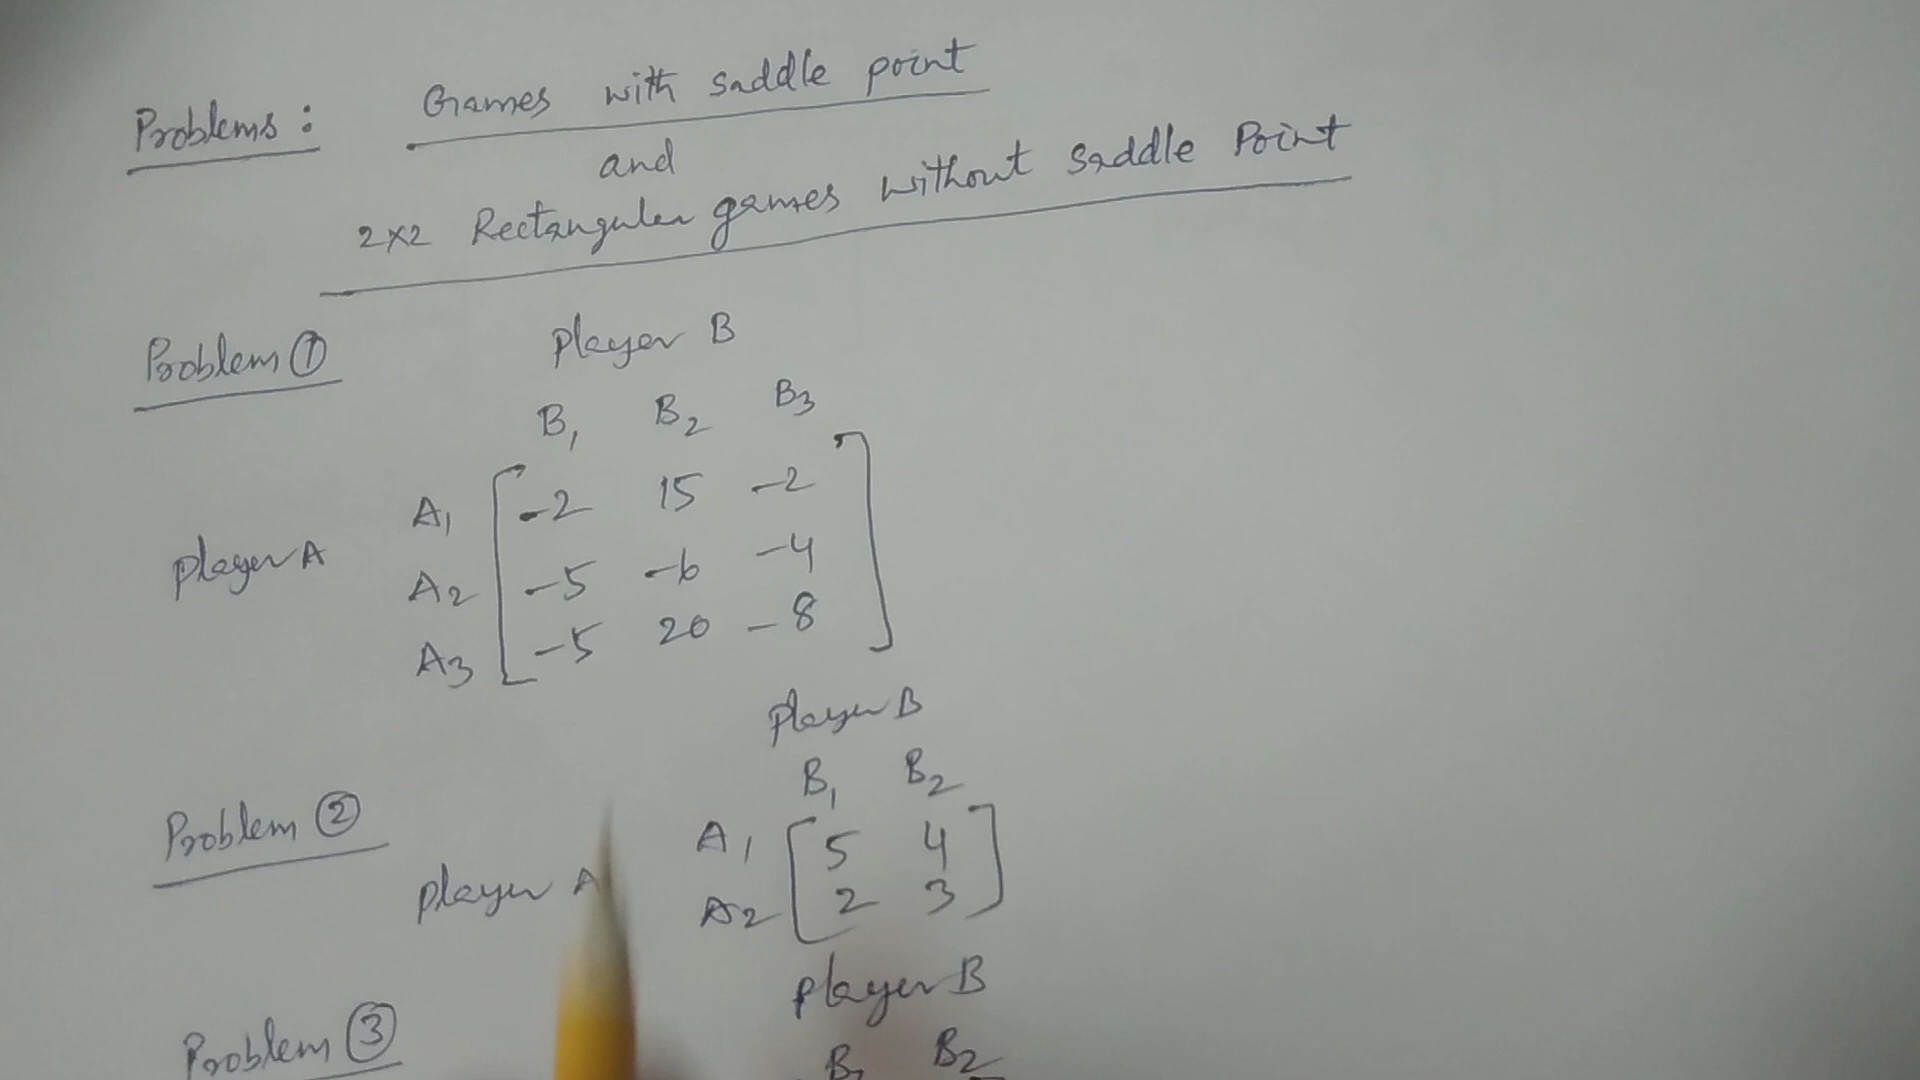 Problems : Games with saddle point
and
2x2 Rectangular games without saddle Point
Problem ①
Player B
B1 B2 B3
Player A
A1 -2 15 -2
A2 -5 -6 -4
A3 -5 20 -8
Player B
B1 B2
Problem ②
Player A
A1 5 4
A2 2 3
Player B
B1 B2
Problem ③